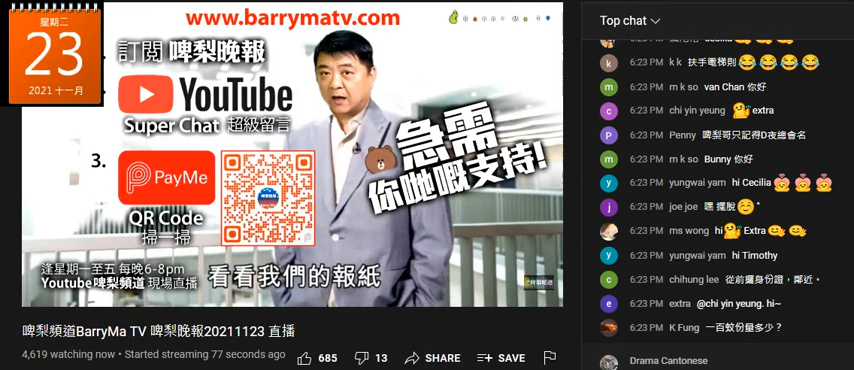 星期二
23
2021 十一月
www.barrymatv.com
訂閱 啤梨晚報
YouTube
Super Chat 超級留言
3.
PayMe
QR Code
掃一掃
急需
你哋嘅支持!
逢星期一至五 每晚6-8pm
Youtube啤梨頻道 現場直播
看看我們的報紙
啤梨頻道BarryMa TV 啤梨晚報20211123 直播
4,619 watching now • Started streaming 77 seconds ago
685
13
SHARE
SAVE
Top chat
6:23 PM k k 扶手電梯則😂😂😂😂
6:23 PM m k so van Chan 你好
6:23 PM chi yin yeung extra
6:23 PM Penny 啤梨哥只記得D夜總會名
6:23 PM m k so Bunny 你好
6:23 PM yungwai yam hi Cecilia
6:23 PM joe joe 嘿 擺脫☺️"
6:23 PM ms wong hi Extra
6:23 PM yungwai yam hi Timothy
6:23 PM chihung lee 從前攞身份證，鄰近。
6:23 PM extra @chi yin yeung. hi~
6:23 PM K Fung 一百蚊份量多少？
Drama Cantonese